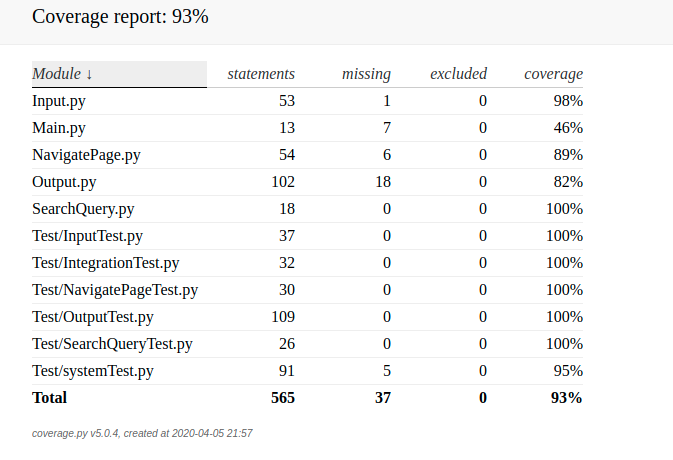 Coverage report: 93%
Module ↓ statements missing excluded coverage
Input.py 53 1 0 98%
Main.py 13 7 0 46%
NavigatePage.py 54 6 0 89%
Output.py 102 18 0 82%
SearchQuery.py 18 0 0 100%
Test/InputTest.py 37 0 0 100%
Test/IntegrationTest.py 32 0 0 100%
Test/NavigatePageTest.py 30 0 0 100%
Test/OutputTest.py 109 0 0 100%
Test/SearchQueryTest.py 26 0 0 100%
Test/systemTest.py 91 5 0 95%
Total 565 37 0 93%
coverage.py v5.0.4, created at 2020-04-05 21:57